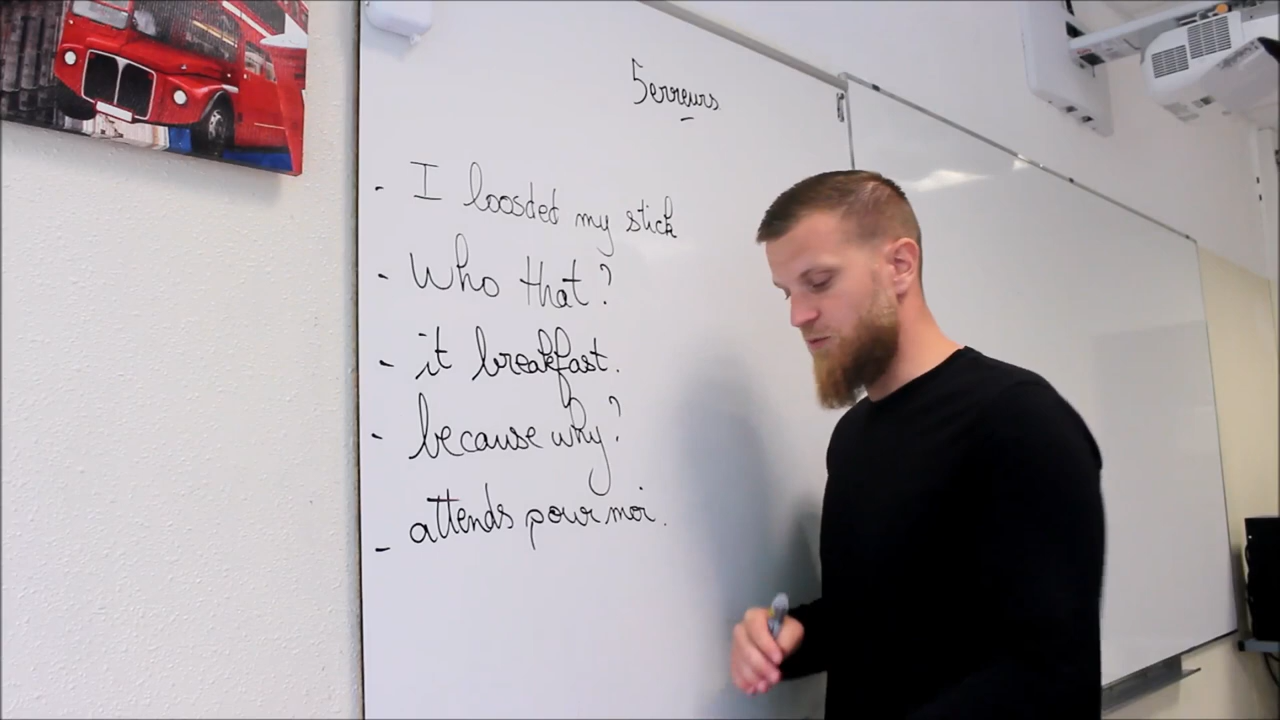 5 erreurs
- I loosded my stick
- Who that ?
- it breakfast.
- because why ?
- attends pour moi.